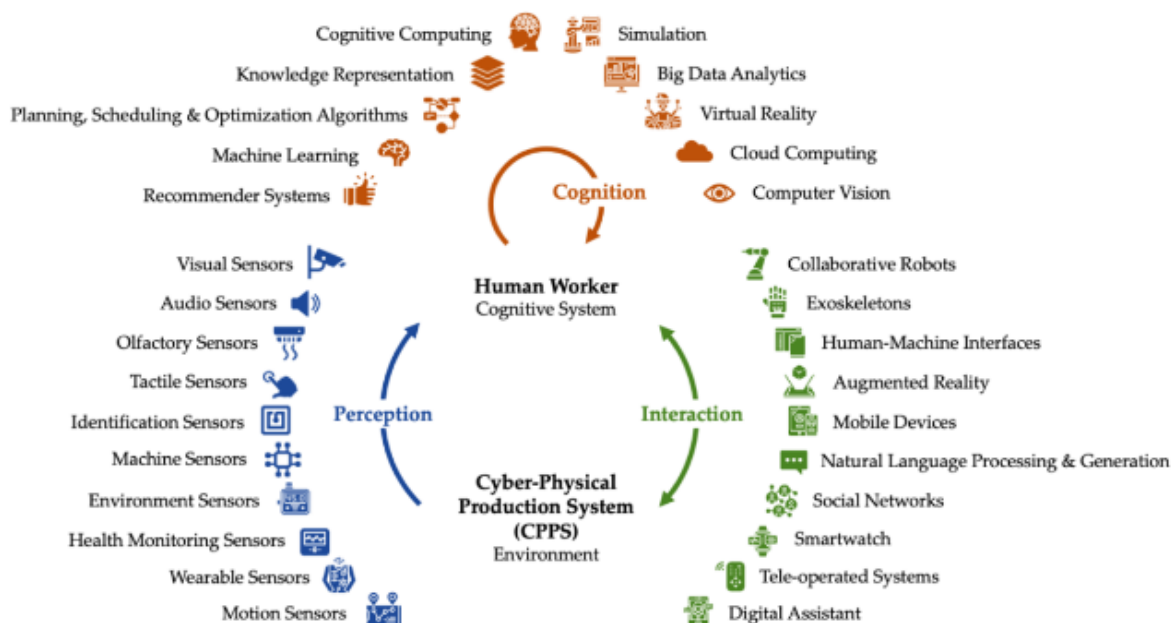 Cognitive Computing
Simulation
Knowledge Representation
Big Data Analytics
Planning, Scheduling & Optimization Algorithms
Virtual Reality
Machine Learning
Cloud Computing
Recommender Systems
Cognition
Computer Vision
Visual Sensors
Collaborative Robots
Human Worker
Cognitive System
Audio Sensors
Exoskeletons
Olfactory Sensors
Human-Machine Interfaces
Tactile Sensors
Augmented Reality
Identification Sensors
Perception
Interaction
Mobile Devices
Machine Sensors
Natural Language Processing & Generation
Cyber-Physical
Production System
(CPPS)
Environment
Environment Sensors
Social Networks
Health Monitoring Sensors
Smartwatch
Wearable Sensors
Tele-operated Systems
Motion Sensors
Digital Assistant